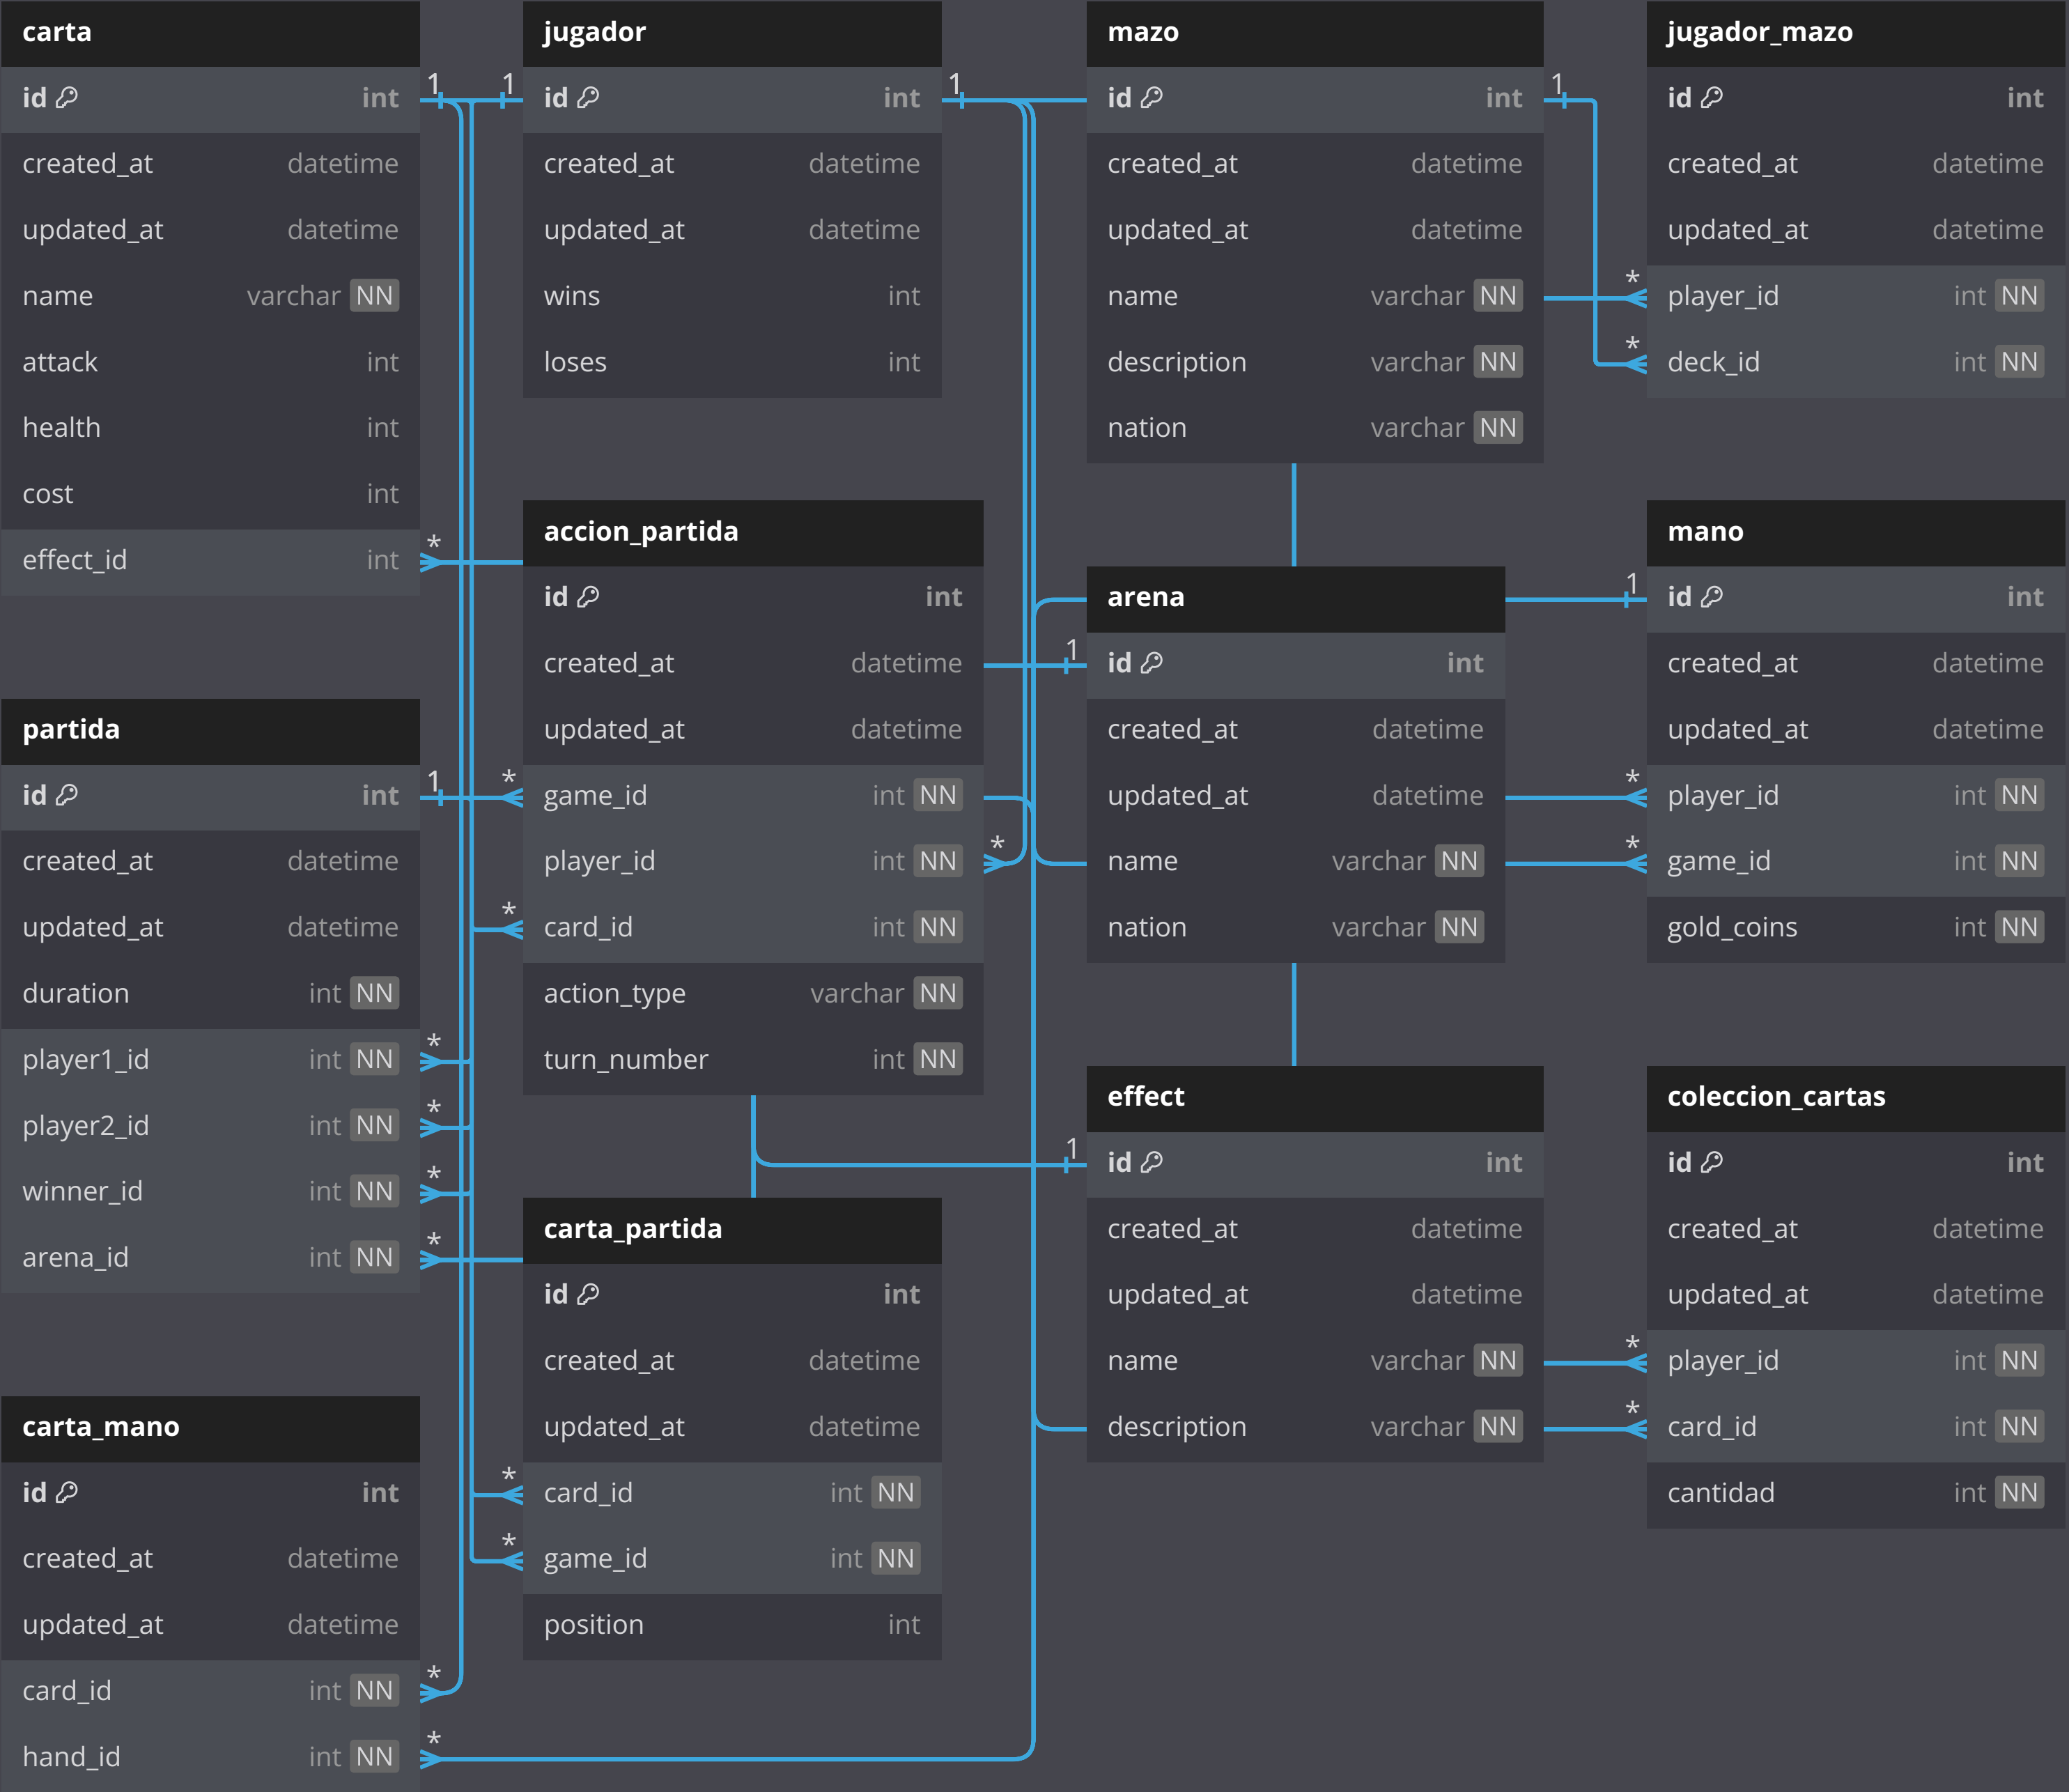 carta
id int
created_at datetime
updated_at datetime
name varchar NN
attack int
health int
cost int
effect_id int
1
*
jugador
1
1
id int
created_at datetime
updated_at datetime
wins int
loses int
mazo
id int
1
created_at datetime
updated_at datetime
name varchar NN
description varchar NN
nation varchar NN
jugador_mazo
id int
created_at datetime
updated_at datetime
*
player_id int NN
*
deck_id int NN
accion_partida
id int
created_at datetime
updated_at datetime
*
game_id int NN
*
player_id int NN
*
card_id int NN
action_type varchar NN
turn_number int NN
arena
1
id int
created_at datetime
updated_at datetime
name varchar NN
nation varchar NN
mano
1
id int
created_at datetime
updated_at datetime
*
player_id int NN
*
game_id int NN
gold_coins int NN
partida
1
id int
created_at datetime
updated_at datetime
duration int NN
*
player1_id int NN
*
player2_id int NN
*
winner_id int NN
*
arena_id int NN
effect
1
id int
created_at datetime
updated_at datetime
name varchar NN
description varchar NN
coleccion_cartas
id int
created_at datetime
updated_at datetime
*
player_id int NN
*
card_id int NN
cantidad int NN
carta_partida
id int
created_at datetime
updated_at datetime
*
card_id int NN
*
game_id int NN
position int
carta_mano
id int
created_at datetime
updated_at datetime
*
card_id int NN
*
hand_id int NN